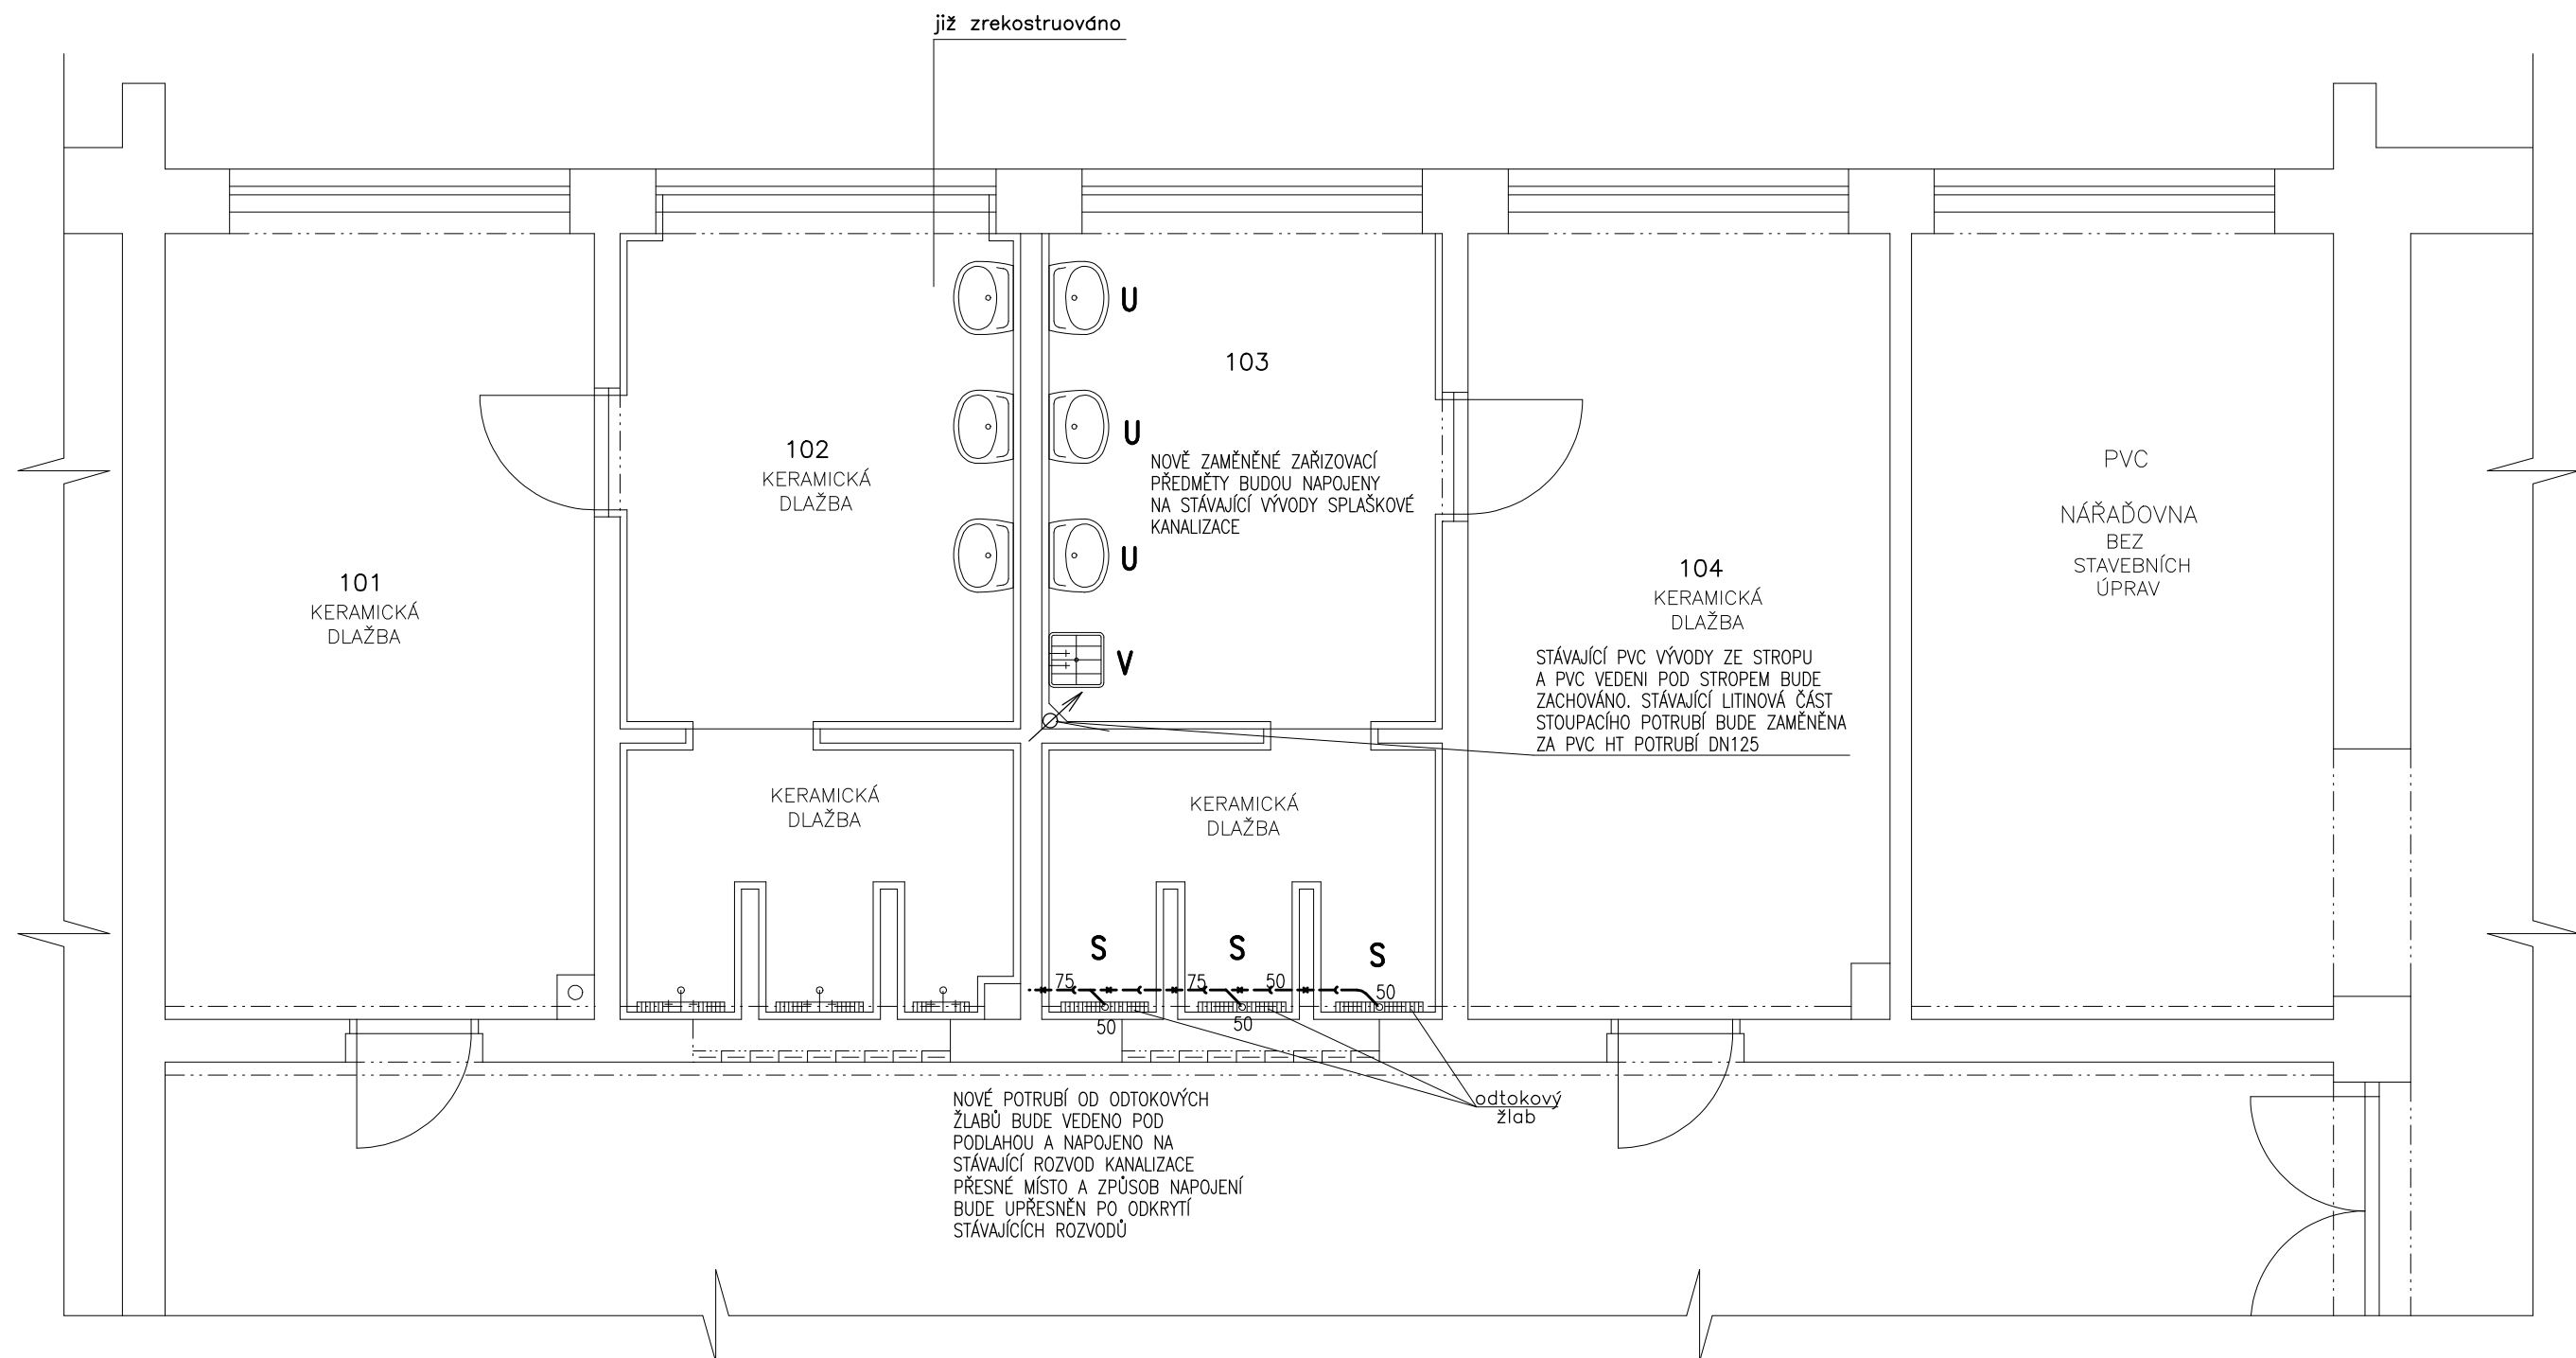 již zrekostruováno
U
103
U
102
KERAMICKÁ
DLAŽBA
NOVĚ ZAMĚNĚNÉ ZAŘIZOVACÍ
PŘEDMĚTY BUDOU NAPOJENY
NA STÁVAJÍCÍ VÝVODY SPLAŠKOVÉ
KANALIZACE
PVC
NÁŘAĎOVNA
BEZ
STAVEBNÍCH
ÚPRAV
U
101
KERAMICKÁ
DLAŽBA
104
KERAMICKÁ
DLAŽBA
V
STÁVAJÍCÍ PVC VÝVODY ZE STROPU
A PVC VEDENI POD STROPEM BUDE
ZACHOVÁNO. STÁVAJÍCÍ LITINOVÁ ČÁST
STOUPACÍHO POTRUBÍ BUDE ZAMĚNĚNA
ZA PVC HT POTRUBÍ DN125
KERAMICKÁ
DLAŽBA
KERAMICKÁ
DLAŽBA
S
S
S
75
75
50
50
50
50
odtokový
žlab
NOVÉ POTRUBÍ OD ODTOKOVÝCH
ŽLABŮ BUDE VEDENO POD
PODLAHOU A NAPOJENO NA
STÁVAJÍCÍ ROZVOD KANALIZACE
PŘESNÉ MÍSTO A ZPŮSOB NAPOJENÍ
BUDE UPŘESNĚN PO ODKRYTÍ
STÁVAJÍCÍCH ROZVODŮ